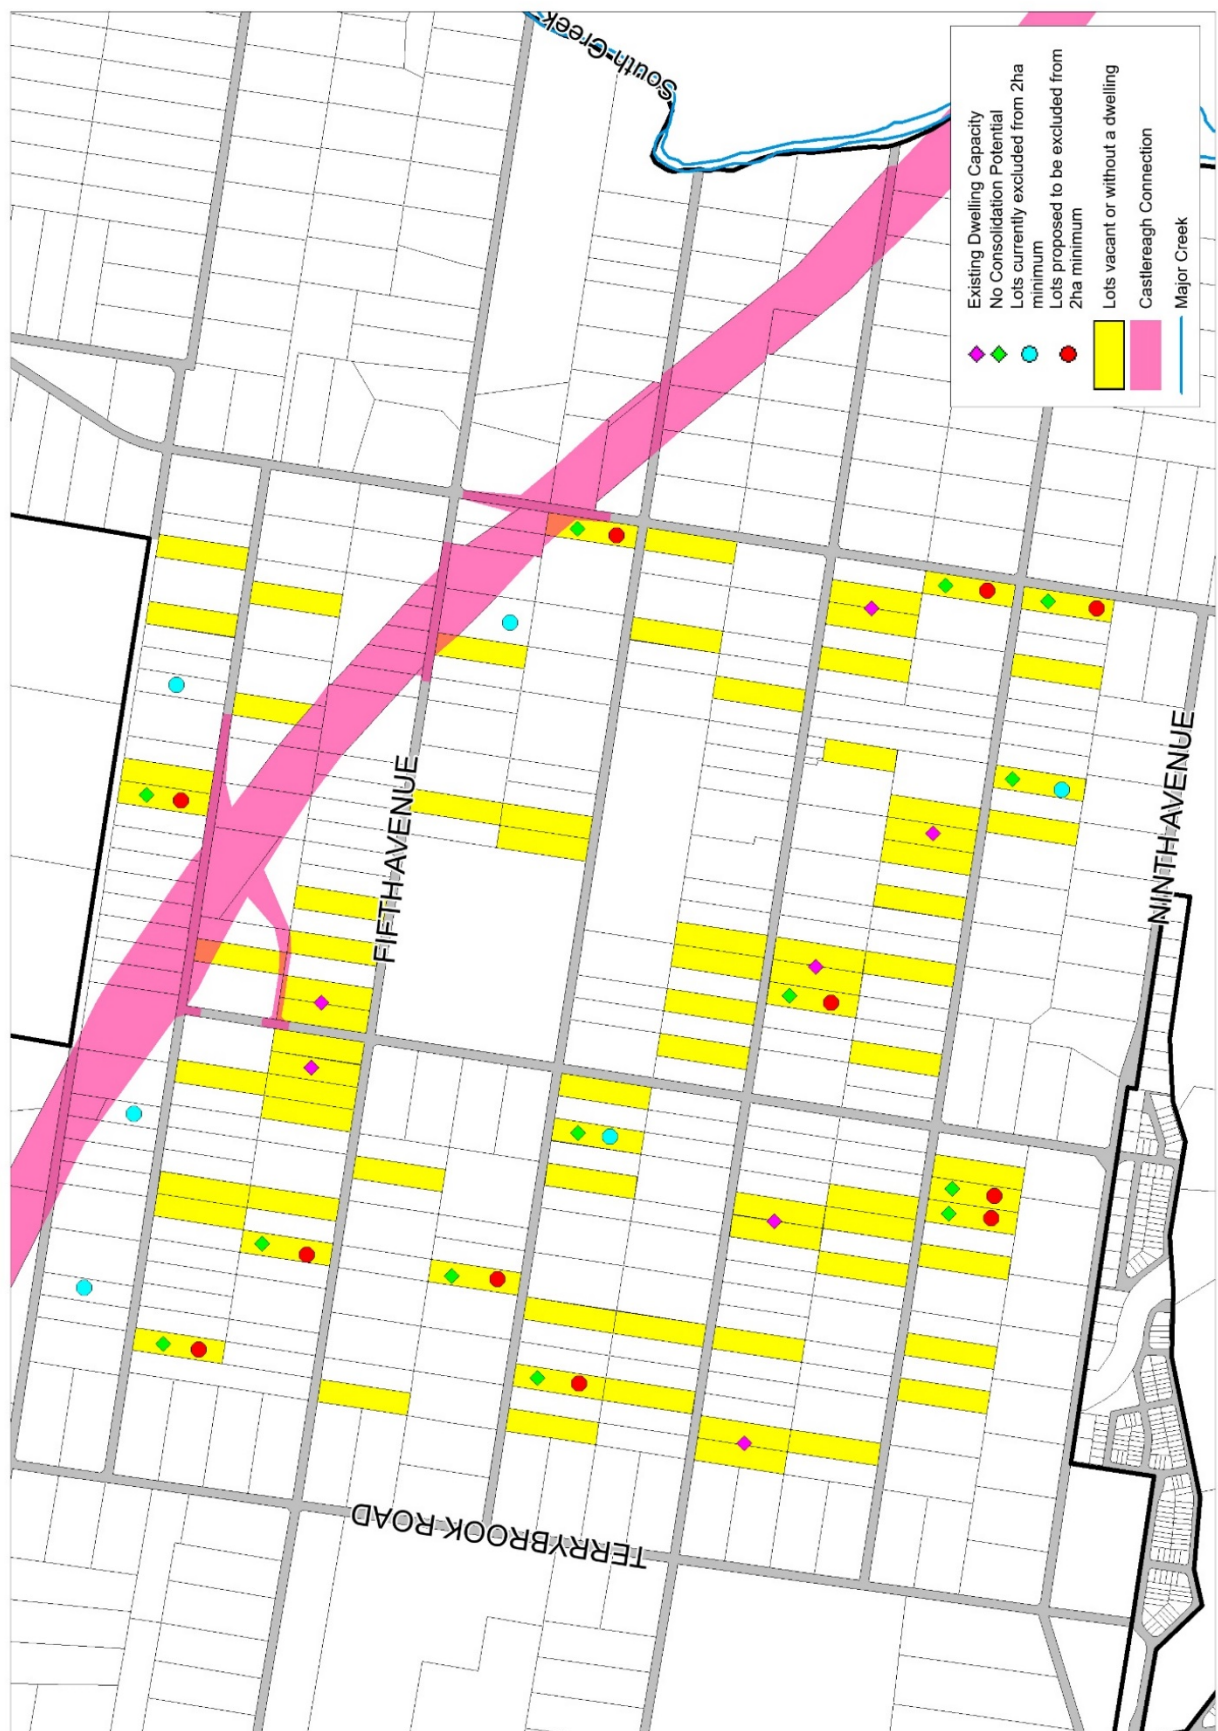 South Creek
FIFTH AVENUE
NINTH AVENUE
TERRYBROOK ROAD
Existing Dwelling Capacity
No Consolidation Potential
Lots currently excluded from 2ha
minimum
Lots proposed to be excluded from
2ha minimum
Lots vacant or without a dwelling
Castlereagh Connection
Major Creek